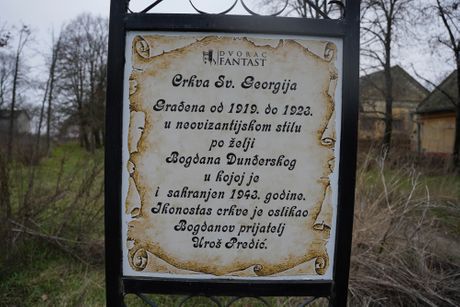 DVORAC
FANTAST
Crkva Sv. Georgija
Građena od 1919. do 1923.
u neovizantijskom stilu
po želji
Bogdana Dunđerskog
u kojoj je
i sahranjen 1943. godine.
Ikonostas crkve je oslikao
Bogdanov prijatelj
Uroš Predić.